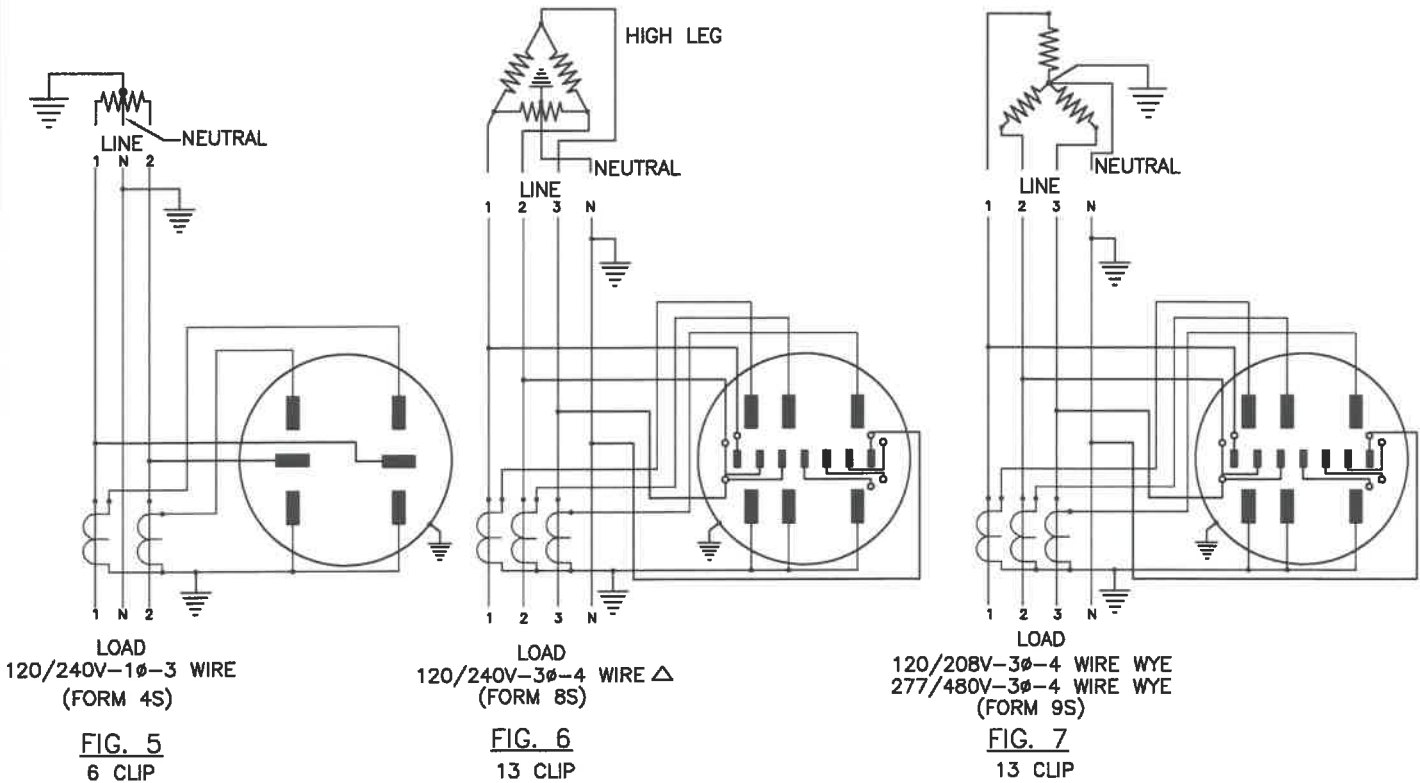 NEUTRAL
LINE
1 N 2
1 N 2
LOAD
120/240V-1ø-3 WIRE
(FORM 4S)
FIG. 5
6 CLIP
HIGH LEG
NEUTRAL
LINE
1 2 3 N
1 2 3 N
LOAD
120/240V-3ø-4 WIRE △
(FORM 8S)
FIG. 6
13 CLIP
NEUTRAL
LINE
1 2 3 N
1 2 3 N
LOAD
120/208V-3ø-4 WIRE WYE
277/480V-3ø-4 WIRE WYE
(FORM 9S)
FIG. 7
13 CLIP